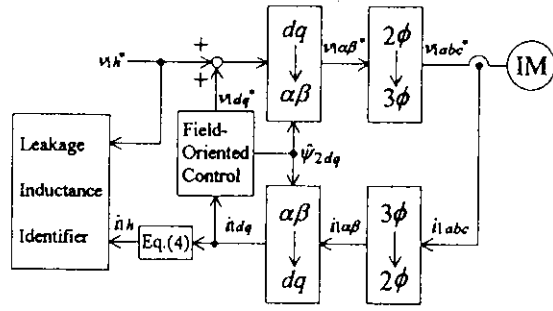 v1h*
+
+
v1dq*
dq
αβ
v1αβ*
2ϕ
3ϕ
v1abc*
IM
Leakage
Inductance
Identifier
Field-
Oriented
Control
ψ̂2dq
i1h
Eq.(4)
i1dq
αβ
dq
i1αβ
3ϕ
2ϕ
i1abc